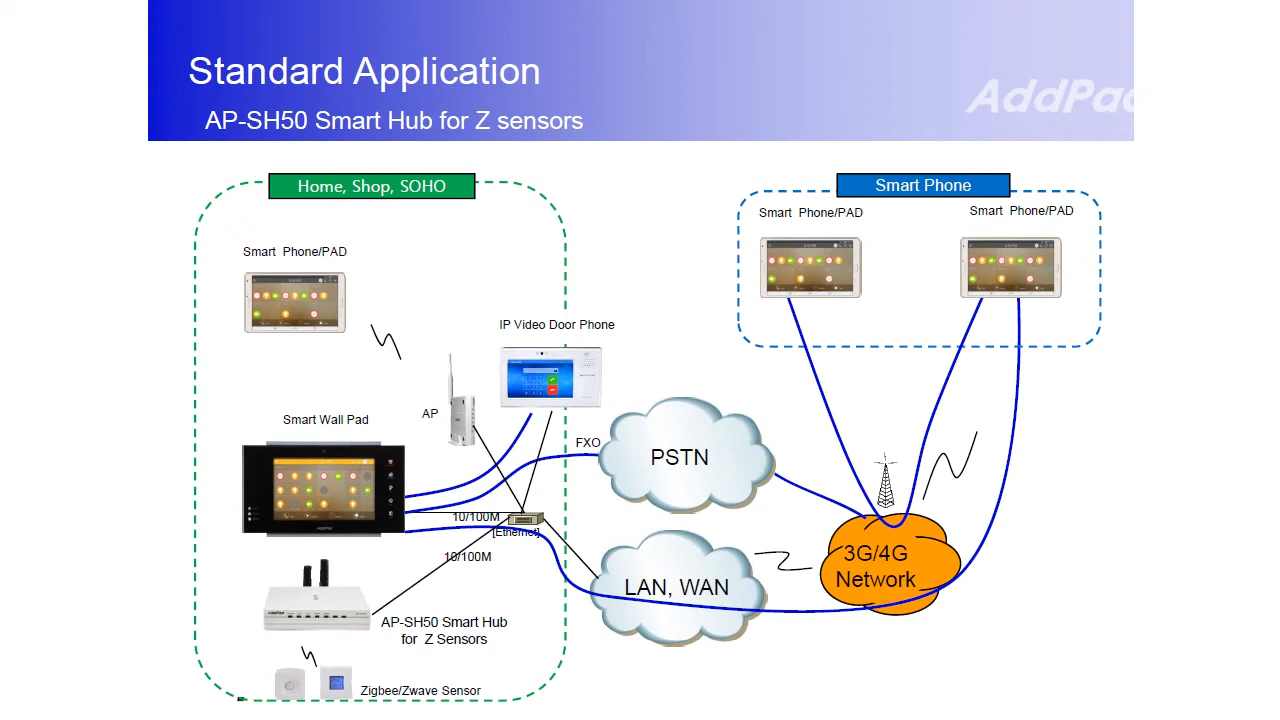 Standard Application
AddPac
AP-SH50 Smart Hub for Z sensors
Home, Shop, SOHO
Smart Phone
Smart Phone/PAD
Smart Phone/PAD
Smart Phone/PAD
IP Video Door Phone
AP
Smart Wall Pad
FXO
PSTN
10/100M
[Ethernet]
10/100M
3G/4G
Network
LAN, WAN
AP-SH50 Smart Hub
for Z Sensors
Zigbee/Zwave Sensor